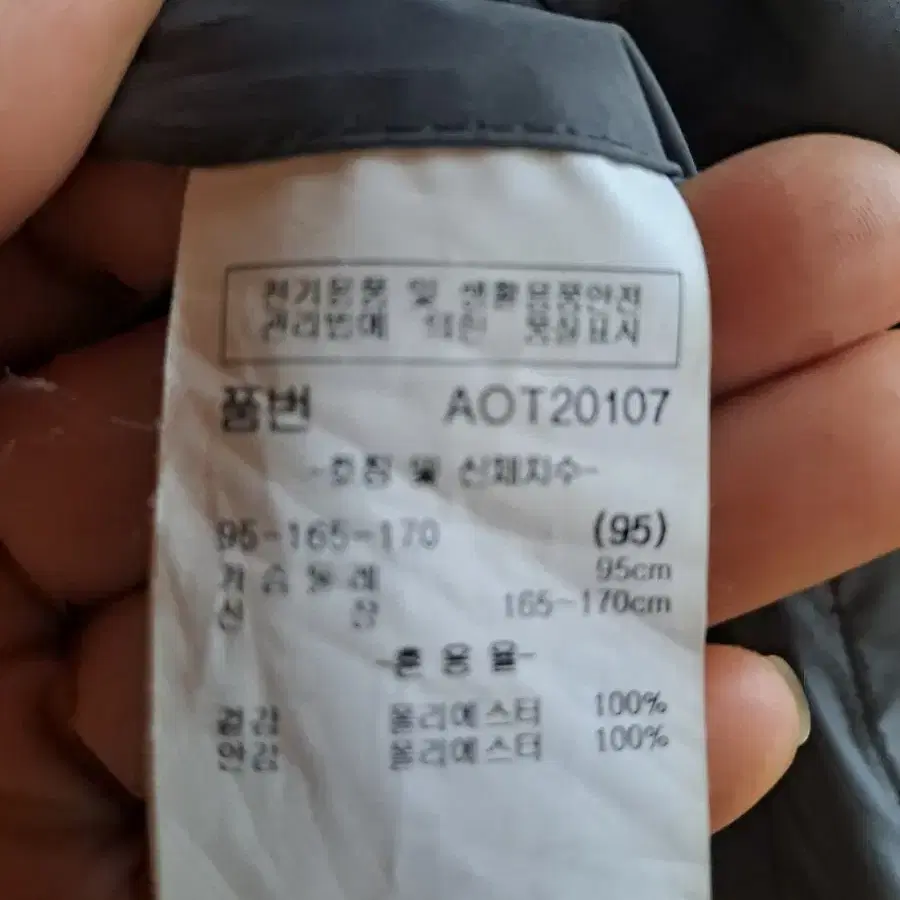 전기용품 및 생활용품안전
관리법에 의한 품질표시
품번 AOT20107
-호칭 및 신체치수-
95-165-170 (95)
가슴둘레 95cm
신장 165-170cm
-혼용율-
겉감 폴리에스터 100%
안감 폴리에스터 100%